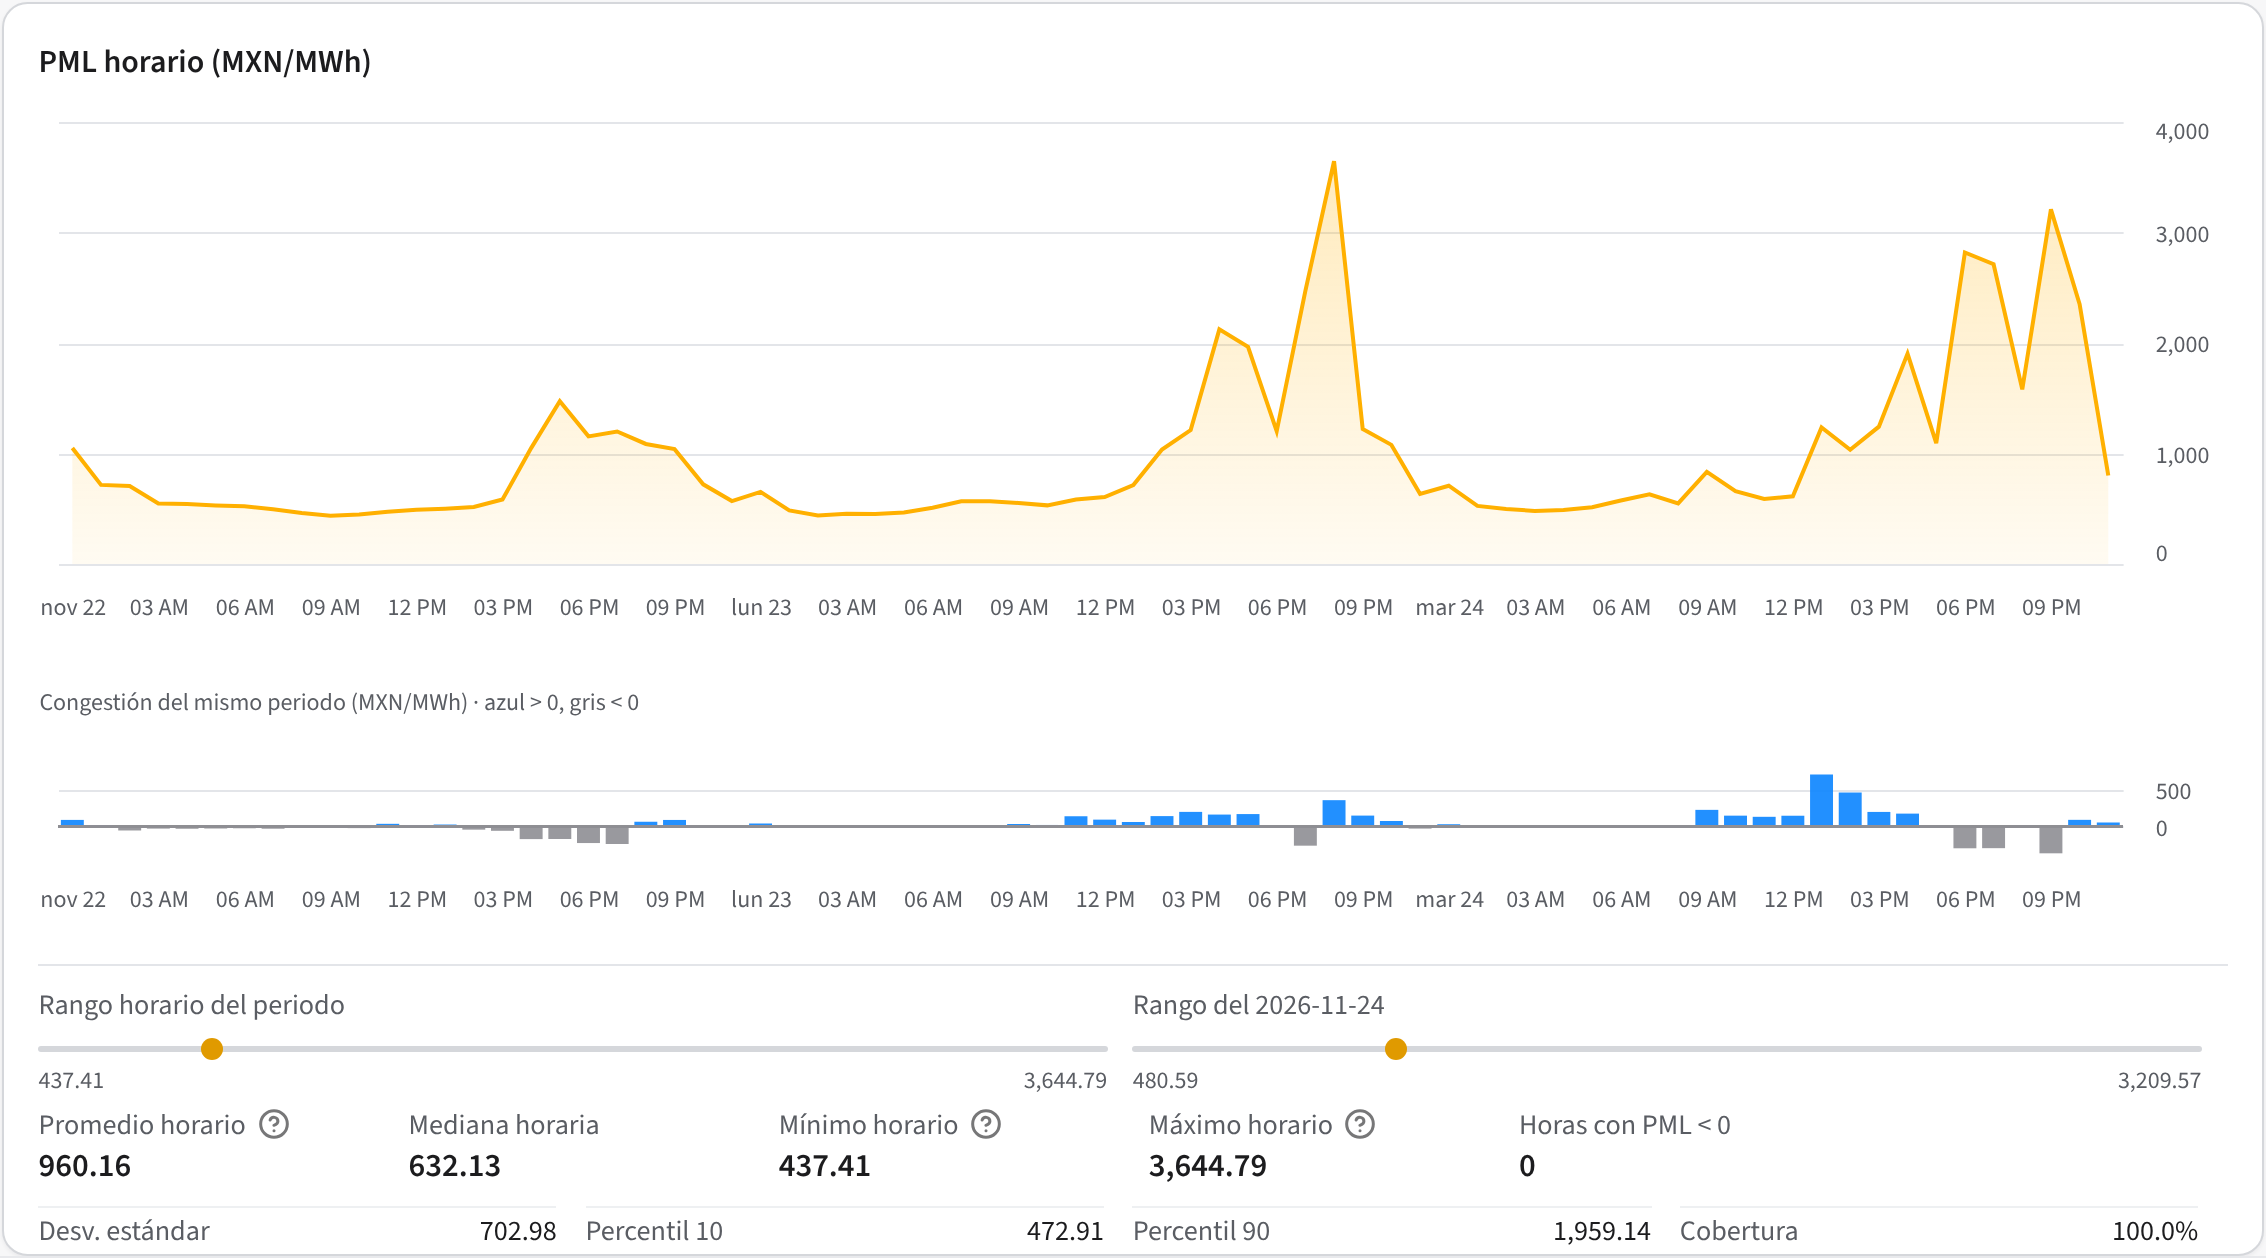 PML horario (MXN/MWh)
4,000
3,000
2,000
1,000
0
nov 22 03 AM 06 AM 09 AM 12 PM 03 PM 06 PM 09 PM lun 23 03 AM 06 AM 09 AM 12 PM 03 PM 06 PM 09 PM mar 24 03 AM 06 AM 09 AM 12 PM 03 PM 06 PM 09 PM
Congestión del mismo periodo (MXN/MWh) · azul > 0, gris < 0
500
0
nov 22 03 AM 06 AM 09 AM 12 PM 03 PM 06 PM 09 PM lun 23 03 AM 06 AM 09 AM 12 PM 03 PM 06 PM 09 PM mar 24 03 AM 06 AM 09 AM 12 PM 03 PM 06 PM 09 PM
Rango horario del periodo Rango del 2026-11-24
437.41 3,644.79 480.59 3,209.57
Promedio horario ? Mediana horaria Mínimo horario ? Máximo horario ? Horas con PML < 0
960.16 632.13 437.41 3,644.79 0
Desv. estándar 702.98 Percentil 10 472.91 Percentil 90 1,959.14 Cobertura 100.0%